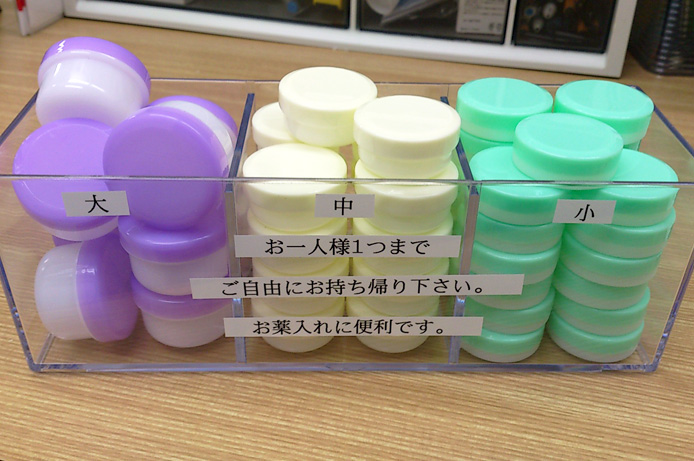 大
中
小
お一人様1つまで
ご自由にお持ち帰り下さい。
お薬入れに便利です。